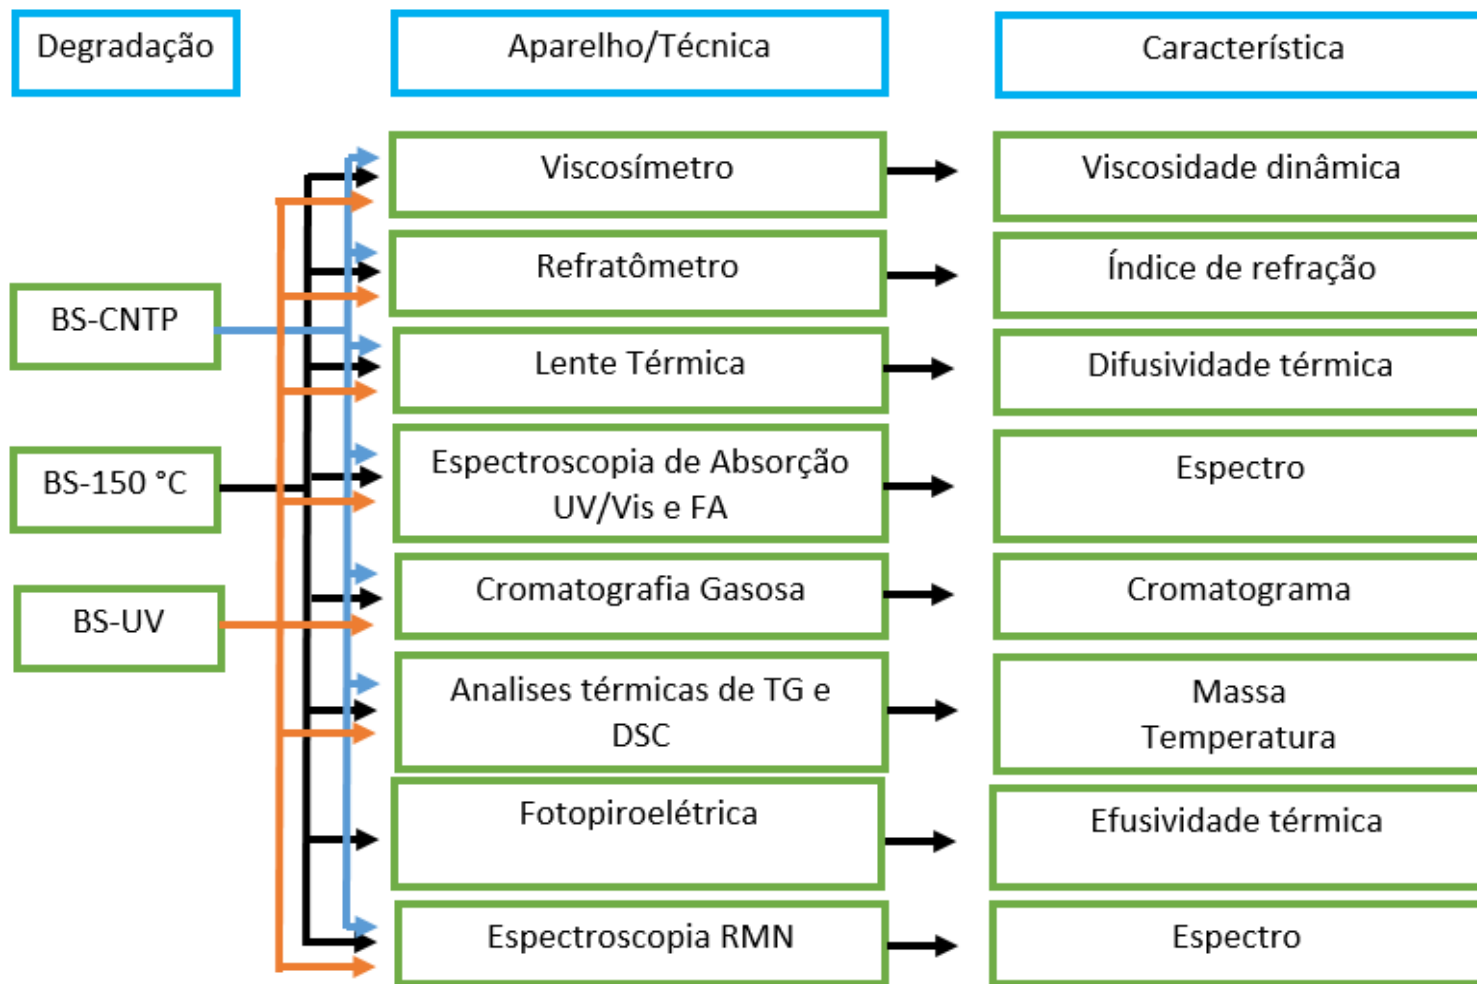 Degradação
Aparelho/Técnica
Característica
Viscosímetro
Viscosidade dinâmica
Refratômetro
Índice de refração
BS-CNTP
Lente Térmica
Difusividade térmica
BS-150 °C
Espectroscopia de Absorção
UV/Vis e FA
Espectro
BS-UV
Cromatografia Gasosa
Cromatograma
Analises térmicas de TG e
DSC
Massa
Temperatura
Fotopiroelétrica
Efusividade térmica
Espectroscopia RMN
Espectro